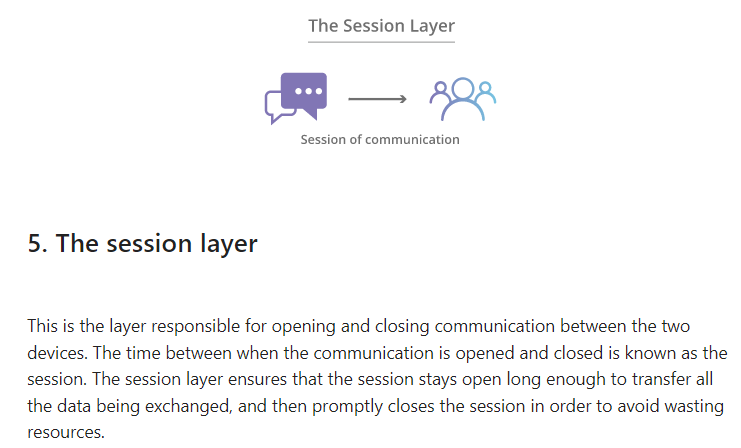 The Session Layer
Session of communication
5. The session layer
This is the layer responsible for opening and closing communication between the two
devices. The time between when the communication is opened and closed is known as the
session. The session layer ensures that the session stays open long enough to transfer all
the data being exchanged, and then promptly closes the session in order to avoid wasting
resources.